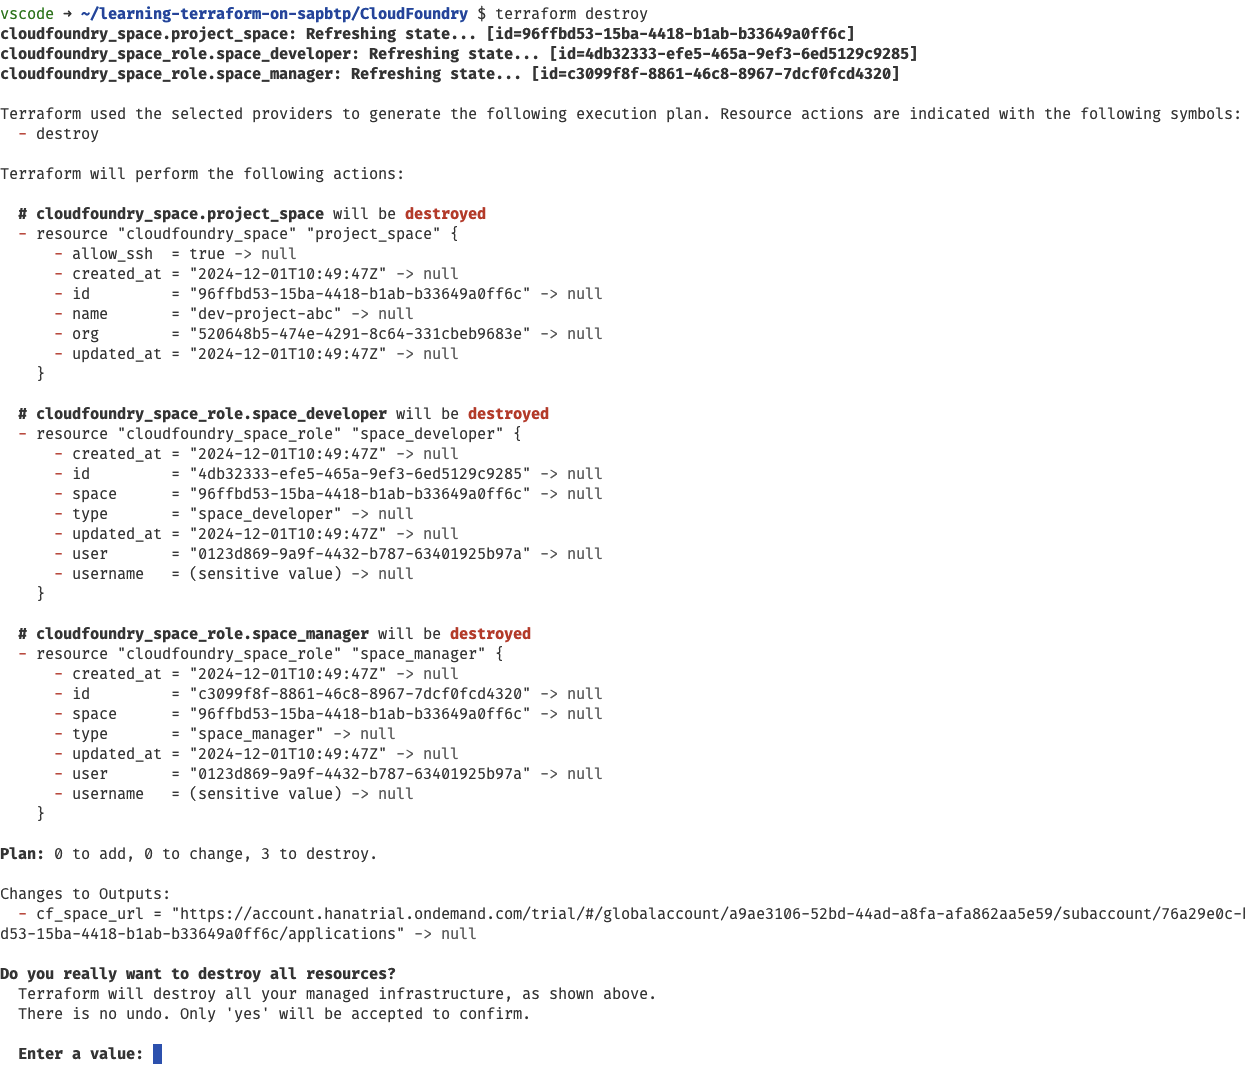 vscode → ~/learning-terraform-on-sapbtp/CloudFoundry $ terraform destroy
cloudfoundry_space.project_space: Refreshing state... [id=96ffbd53-15ba-4418-b1ab-b33649a0ff6c]
cloudfoundry_space_role.space_developer: Refreshing state... [id=4db32333-efe5-465a-9ef3-6ed5129c9285]
cloudfoundry_space_role.space_manager: Refreshing state... [id=c3099f8f-8861-46c8-8967-7dcf0fcd4320]

Terraform used the selected providers to generate the following execution plan. Resource actions are indicated with the following symbols:
  - destroy

Terraform will perform the following actions:

  # cloudfoundry_space.project_space will be destroyed
  - resource "cloudfoundry_space" "project_space" {
      - allow_ssh  = true -> null
      - created_at = "2024-12-01T10:49:47Z" -> null
      - id         = "96ffbd53-15ba-4418-b1ab-b33649a0ff6c" -> null
      - name       = "dev-project-abc" -> null
      - org        = "520648b5-474e-4291-8c64-331cbeb9683e" -> null
      - updated_at = "2024-12-01T10:49:47Z" -> null
    }

  # cloudfoundry_space_role.space_developer will be destroyed
  - resource "cloudfoundry_space_role" "space_developer" {
      - created_at = "2024-12-01T10:49:47Z" -> null
      - id         = "4db32333-efe5-465a-9ef3-6ed5129c9285" -> null
      - space      = "96ffbd53-15ba-4418-b1ab-b33649a0ff6c" -> null
      - type       = "space_developer" -> null
      - updated_at = "2024-12-01T10:49:47Z" -> null
      - user       = "0123d869-9a9f-4432-b787-63401925b97a" -> null
      - username   = (sensitive value) -> null
    }

  # cloudfoundry_space_role.space_manager will be destroyed
  - resource "cloudfoundry_space_role" "space_manager" {
      - created_at = "2024-12-01T10:49:47Z" -> null
      - id         = "c3099f8f-8861-46c8-8967-7dcf0fcd4320" -> null
      - space      = "96ffbd53-15ba-4418-b1ab-b33649a0ff6c" -> null
      - type       = "space_manager" -> null
      - updated_at = "2024-12-01T10:49:47Z" -> null
      - user       = "0123d869-9a9f-4432-b787-63401925b97a" -> null
      - username   = (sensitive value) -> null
    }

Plan: 0 to add, 0 to change, 3 to destroy.

Changes to Outputs:
  - cf_space_url = "https://account.hanatrial.ondemand.com/trial/#/globalaccount/a9ae3106-52bd-44ad-a8fa-afa862aa5e59/subaccount/76a29e0c-
d53-15ba-4418-b1ab-b33649a0ff6c/applications" -> null

Do you really want to destroy all resources?
  Terraform will destroy all your managed infrastructure, as shown above.
  There is no undo. Only 'yes' will be accepted to confirm.

  Enter a value: